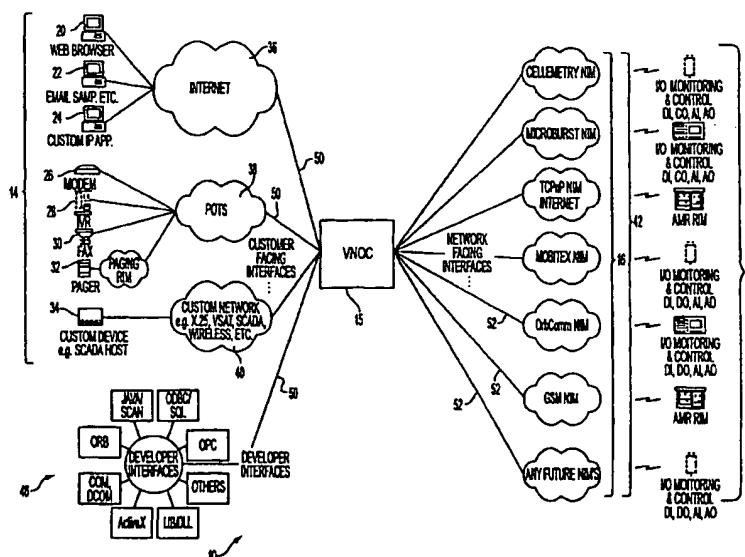 20
WEB BROWSER
22
EMAIL SAMP. ETC.
24
CUSTOM IP APP.
36
INTERNET
14
26
MODEM
28
IVR
30
FAX
32
PAGER
PAGING
RIM
38
POTS
50
50
CUSTOMER
FACING
INTERFACES
34
CUSTOM DEVICE
e.g. SCADA HOST
CUSTOM NETWORK
e.g. X.25, VSAT, SCADA,
WIRELESS, ETC.
40
50
JAVA/
SCAN
ODBC/
SQL
ORB
OPC
DEVELOPER
INTERFACES
DEVELOPER
INTERFACES
COM,
DCOM
OTHERS
ActiveX
LIB/DLL
48
10
VNOC
15
NETWORK
FACING
INTERFACES
CELLEMETRY NIM
MICROBURST NIM
TCP/IP NIM
INTERNET
MOBITEX NIM
52
OrbComm NIM
52
GSM NIM
52
ANY FUTURE NIM'S
16
42
I/O MONITORING
& CONTROL
DI, CO, AI, AO
I/O MONITORING
& CONTROL
DI, CO, AI, AO
AMR RIM
I/O MOITORING
& CONTROL
DI, DO, AI, AO
I/O MOITORING
& CONTROL
DI, DO, AI, AO
AMR RIM
I/O MOITORING
& CONTROL
DI, DO, AI, AO